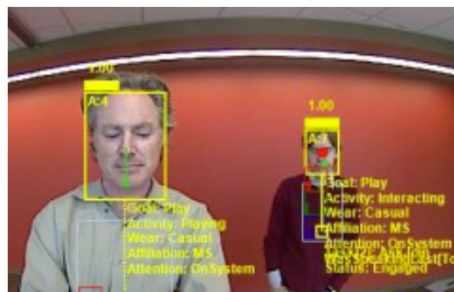 1.00
A:4
Goal: Play
Activity: Playing
Wear: Casual
Affiliation: MS
Attention: OnSystem
1.00
Goal: Play
Activity: Interacting
Wear: Casual
Affiliation: MS
Attention: OnSystem
Status: Engaged